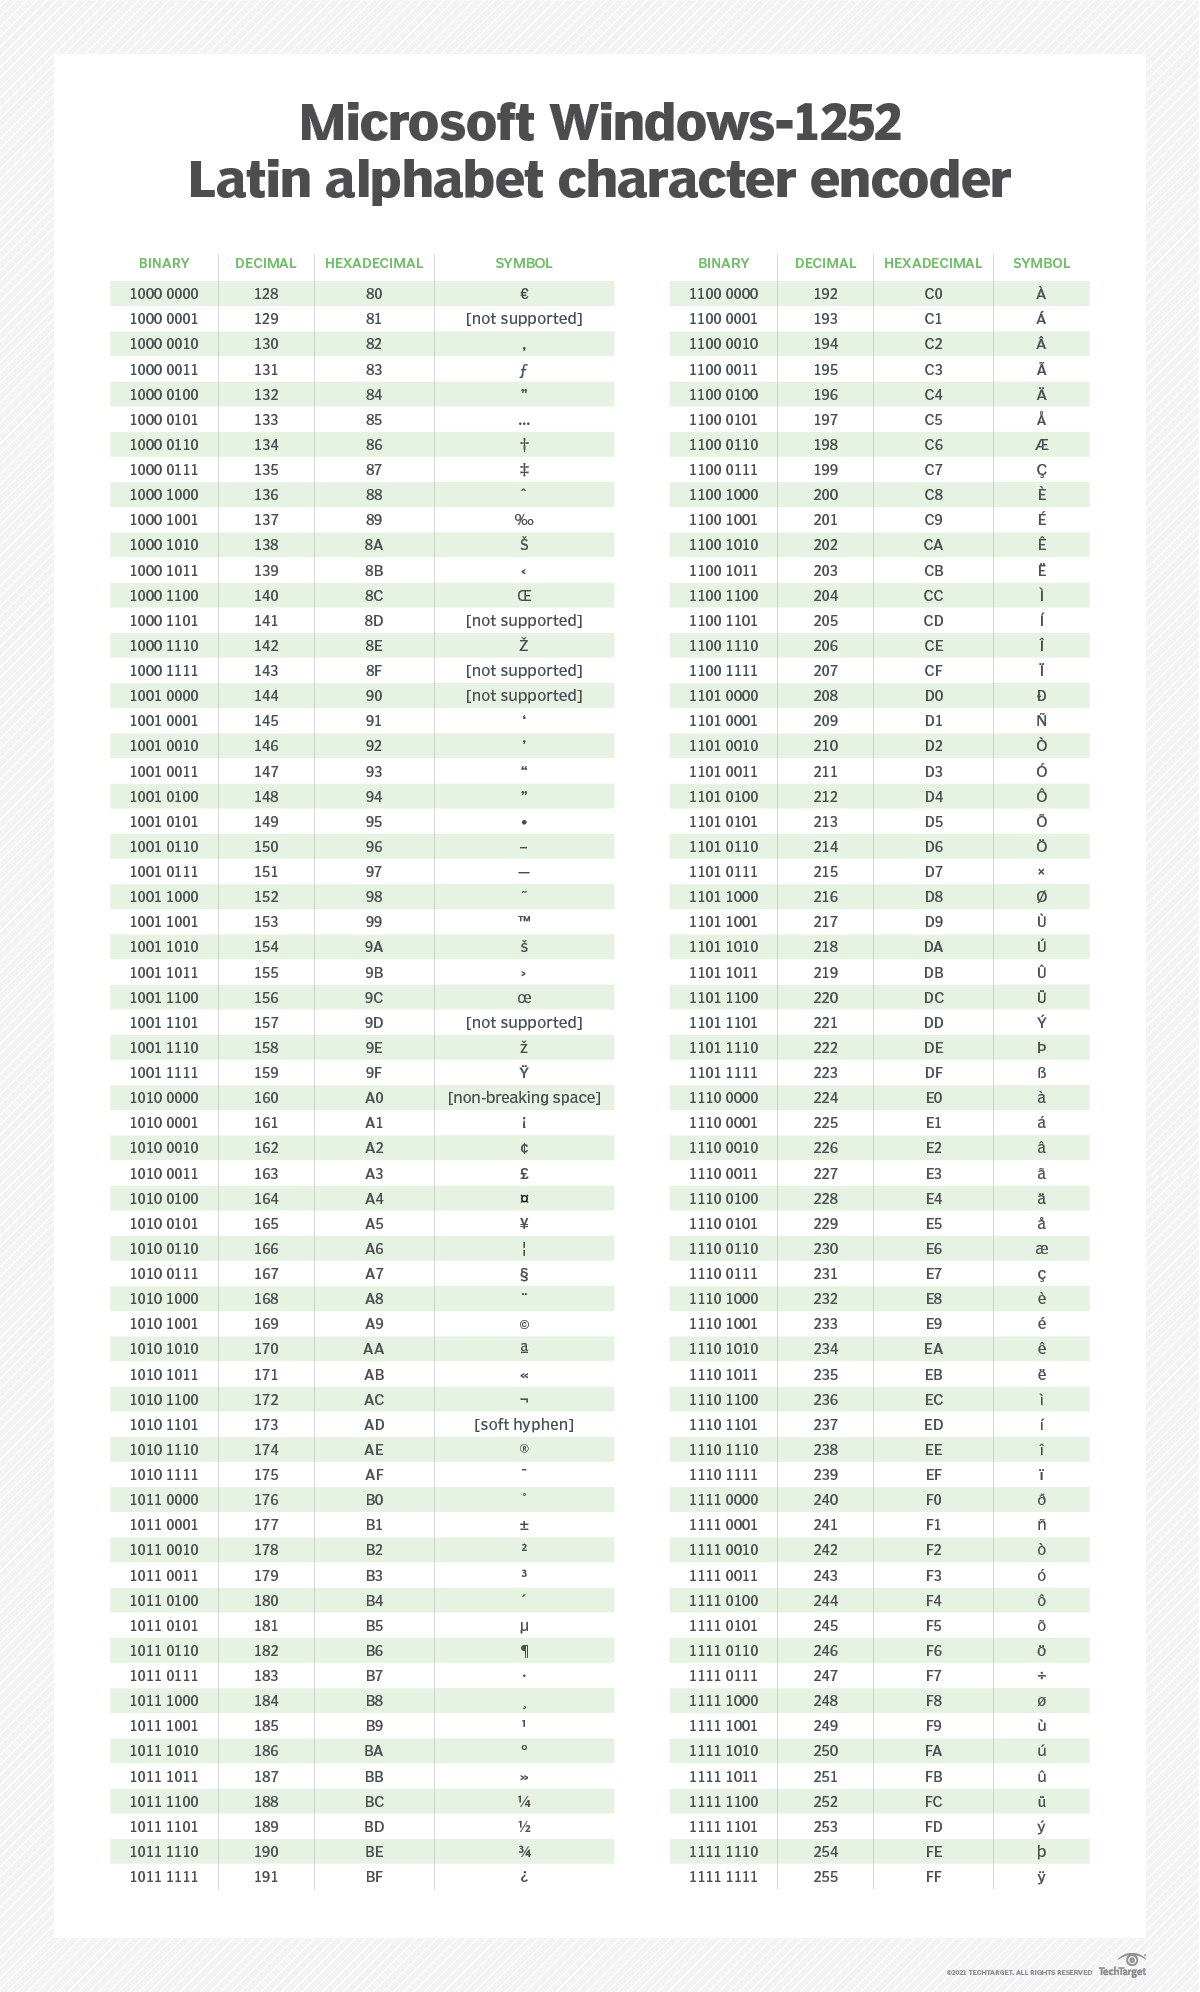 Microsoft Windows-1252
Latin alphabet character encoder
BINARY DECIMAL HEXADECIMAL SYMBOL
1000 0000 128 80 €
1000 0001 129 81 [not supported]
1000 0010 130 82 ‚
1000 0011 131 83 ƒ
1000 0100 132 84 ”
1000 0101 133 85 …
1000 0110 134 86 †
1000 0111 135 87 ‡
1000 1000 136 88 ˆ
1000 1001 137 89 ‰
1000 1010 138 8A Š
1000 1011 139 8B ‹
1000 1100 140 8C Œ
1000 1101 141 8D [not supported]
1000 1110 142 8E Ž
1000 1111 143 8F [not supported]
1001 0000 144 90 [not supported]
1001 0001 145 91 ‘
1001 0010 146 92 ’
1001 0011 147 93 “
1001 0100 148 94 ”
1001 0101 149 95 •
1001 0110 150 96 –
1001 0111 151 97 —
1001 1000 152 98 ˜
1001 1001 153 99 ™
1001 1010 154 9A š
1001 1011 155 9B ›
1001 1100 156 9C œ
1001 1101 157 9D [not supported]
1001 1110 158 9E ž
1001 1111 159 9F Ÿ
1010 0000 160 A0 [non-breaking space]
1010 0001 161 A1 ¡
1010 0010 162 A2 ¢
1010 0011 163 A3 £
1010 0100 164 A4 ¤
1010 0101 165 A5 ¥
1010 0110 166 A6 ¦
1010 0111 167 A7 §
1010 1000 168 A8 ¨
1010 1001 169 A9 ©
1010 1010 170 AA ª
1010 1011 171 AB «
1010 1100 172 AC ¬
1010 1101 173 AD [soft hyphen]
1010 1110 174 AE ®
1010 1111 175 AF ¯
1011 0000 176 B0 °
1011 0001 177 B1 ±
1011 0010 178 B2 ²
1011 0011 179 B3 ³
1011 0100 180 B4 ´
1011 0101 181 B5 µ
1011 0110 182 B6 ¶
1011 0111 183 B7 ·
1011 1000 184 B8 ¸
1011 1001 185 B9 ¹
1011 1010 186 BA º
1011 1011 187 BB »
1011 1100 188 BC ¼
1011 1101 189 BD ½
1011 1110 190 BE ¾
1011 1111 191 BF ¿
BINARY DECIMAL HEXADECIMAL SYMBOL
1100 0000 192 C0 À
1100 0001 193 C1 Á
1100 0010 194 C2 Â
1100 0011 195 C3 Ã
1100 0100 196 C4 Ä
1100 0101 197 C5 Å
1100 0110 198 C6 Æ
1100 0111 199 C7 Ç
1100 1000 200 C8 È
1100 1001 201 C9 É
1100 1010 202 CA Ê
1100 1011 203 CB Ë
1100 1100 204 CC Ì
1100 1101 205 CD Í
1100 1110 206 CE Î
1100 1111 207 CF Ï
1101 0000 208 D0 Ð
1101 0001 209 D1 Ñ
1101 0010 210 D2 Ò
1101 0011 211 D3 Ó
1101 0100 212 D4 Ô
1101 0101 213 D5 Õ
1101 0110 214 D6 Ö
1101 0111 215 D7 ×
1101 1000 216 D8 Ø
1101 1001 217 D9 Ù
1101 1010 218 DA Ú
1101 1011 219 DB Û
1101 1100 220 DC Ü
1101 1101 221 DD Ý
1101 1110 222 DE Þ
1101 1111 223 DF ß
1110 0000 224 E0 à
1110 0001 225 E1 á
1110 0010 226 E2 â
1110 0011 227 E3 ã
1110 0100 228 E4 ä
1110 0101 229 E5 å
1110 0110 230 E6 æ
1110 0111 231 E7 ç
1110 1000 232 E8 è
1110 1001 233 E9 é
1110 1010 234 EA ê
1110 1011 235 EB ë
1110 1100 236 EC ì
1110 1101 237 ED í
1110 1110 238 EE î
1110 1111 239 EF ï
1111 0000 240 F0 ð
1111 0001 241 F1 ñ
1111 0010 242 F2 ò
1111 0011 243 F3 ó
1111 0100 244 F4 ô
1111 0101 245 F5 õ
1111 0110 246 F6 ö
1111 0111 247 F7 ÷
1111 1000 248 F8 ø
1111 1001 249 F9 ù
1111 1010 250 FA ú
1111 1011 251 FB û
1111 1100 252 FC ü
1111 1101 253 FD ý
1111 1110 254 FE þ
1111 1111 255 FF ÿ
©2021 TECHTARGET. ALL RIGHTS RESERVED TechTarget